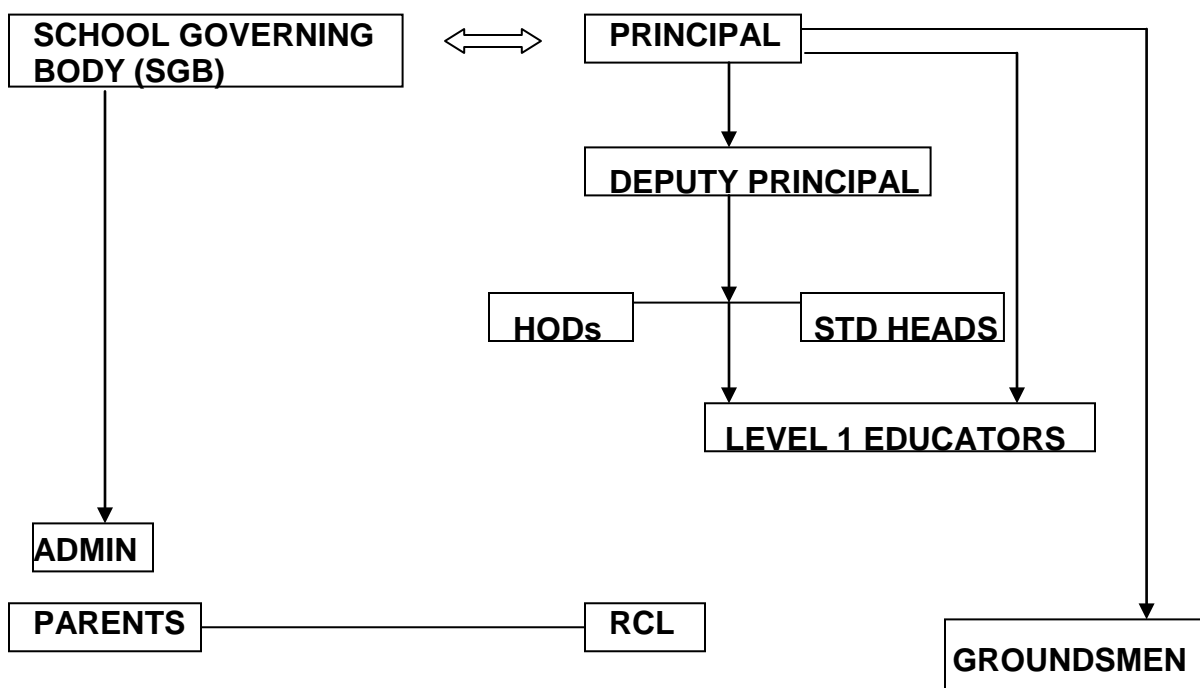 SCHOOL GOVERNING
BODY (SGB)
PRINCIPAL
DEPUTY PRINCIPAL
HODs
STD HEADS
LEVEL 1 EDUCATORS
ADMIN
PARENTS
RCL
GROUNDSMEN